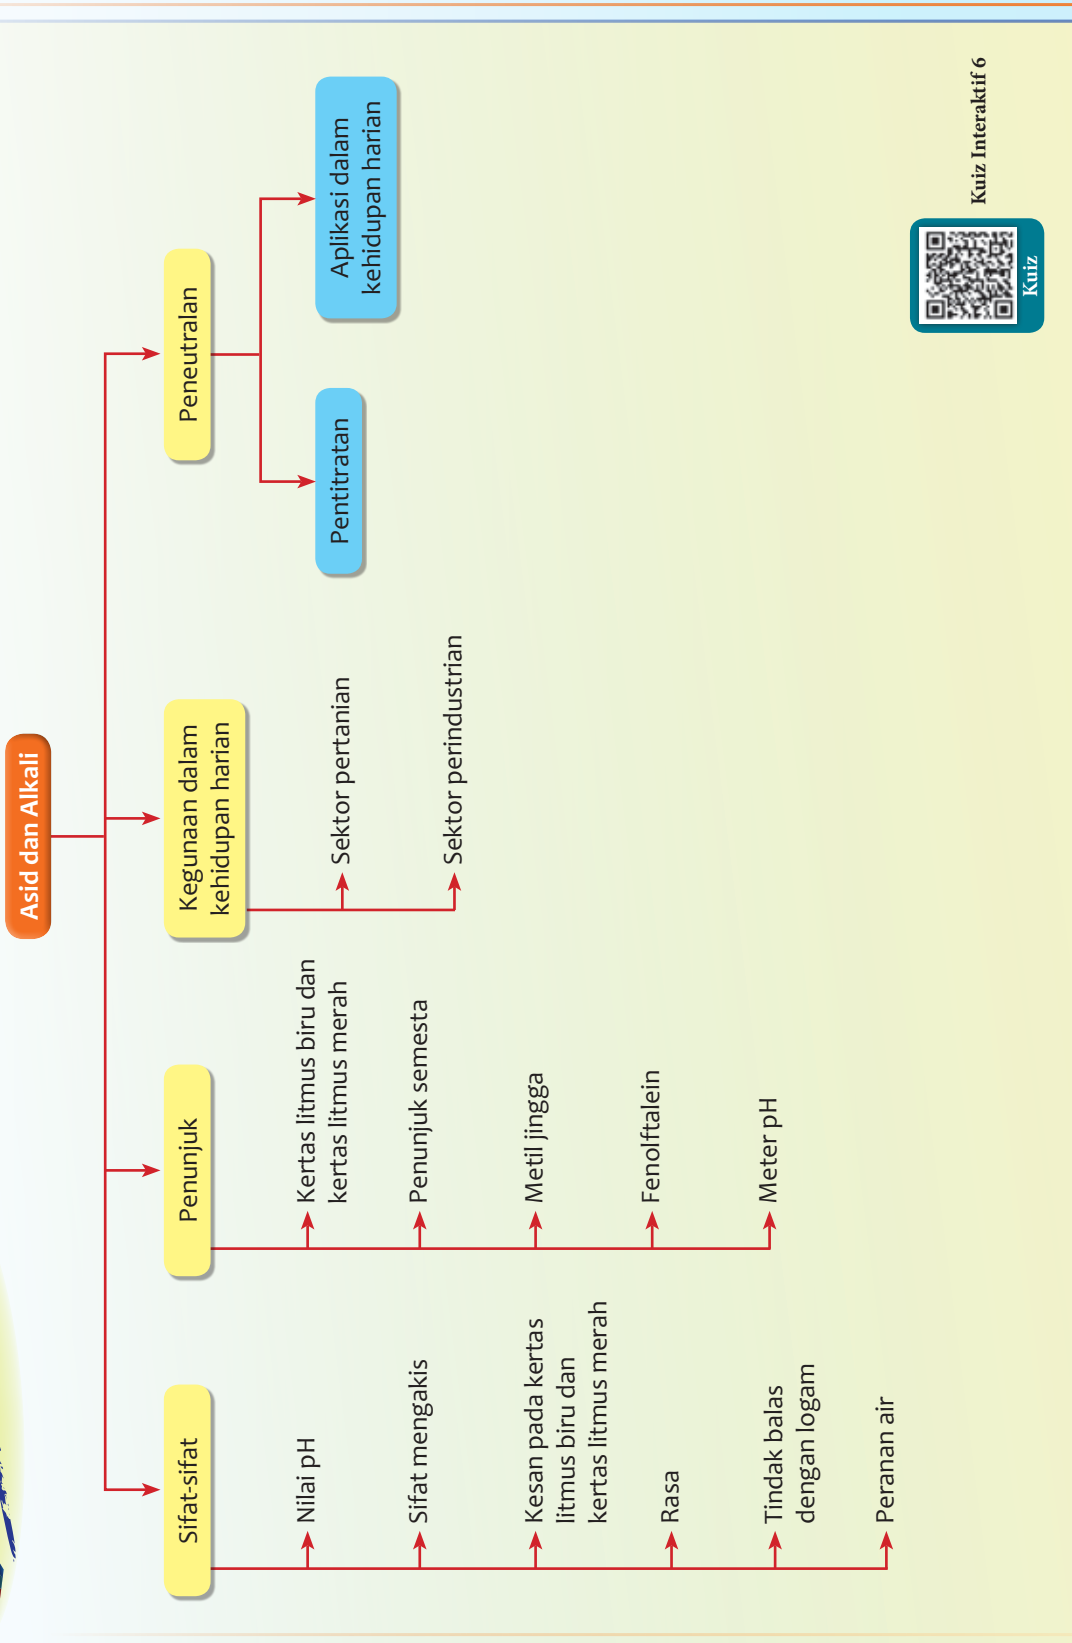 Asid dan Alkali
Sifat-sifat
Nilai pH
Sifat mengakis
Kesan pada kertas
litmus biru dan
kertas litmus merah
Rasa
Tindak balas
dengan logam
Peranan air
Penunjuk
Kertas litmus biru dan
kertas litmus merah
Penunjuk semesta
Metil jingga
Fenolftalein
Meter pH
Kegunaan dalam
kehidupan harian
Sektor pertanian
Sektor perindustrian
Peneutralan
Pentitratan
Aplikasi dalam
kehidupan harian
Kuiz
Kuiz Interaktif 6